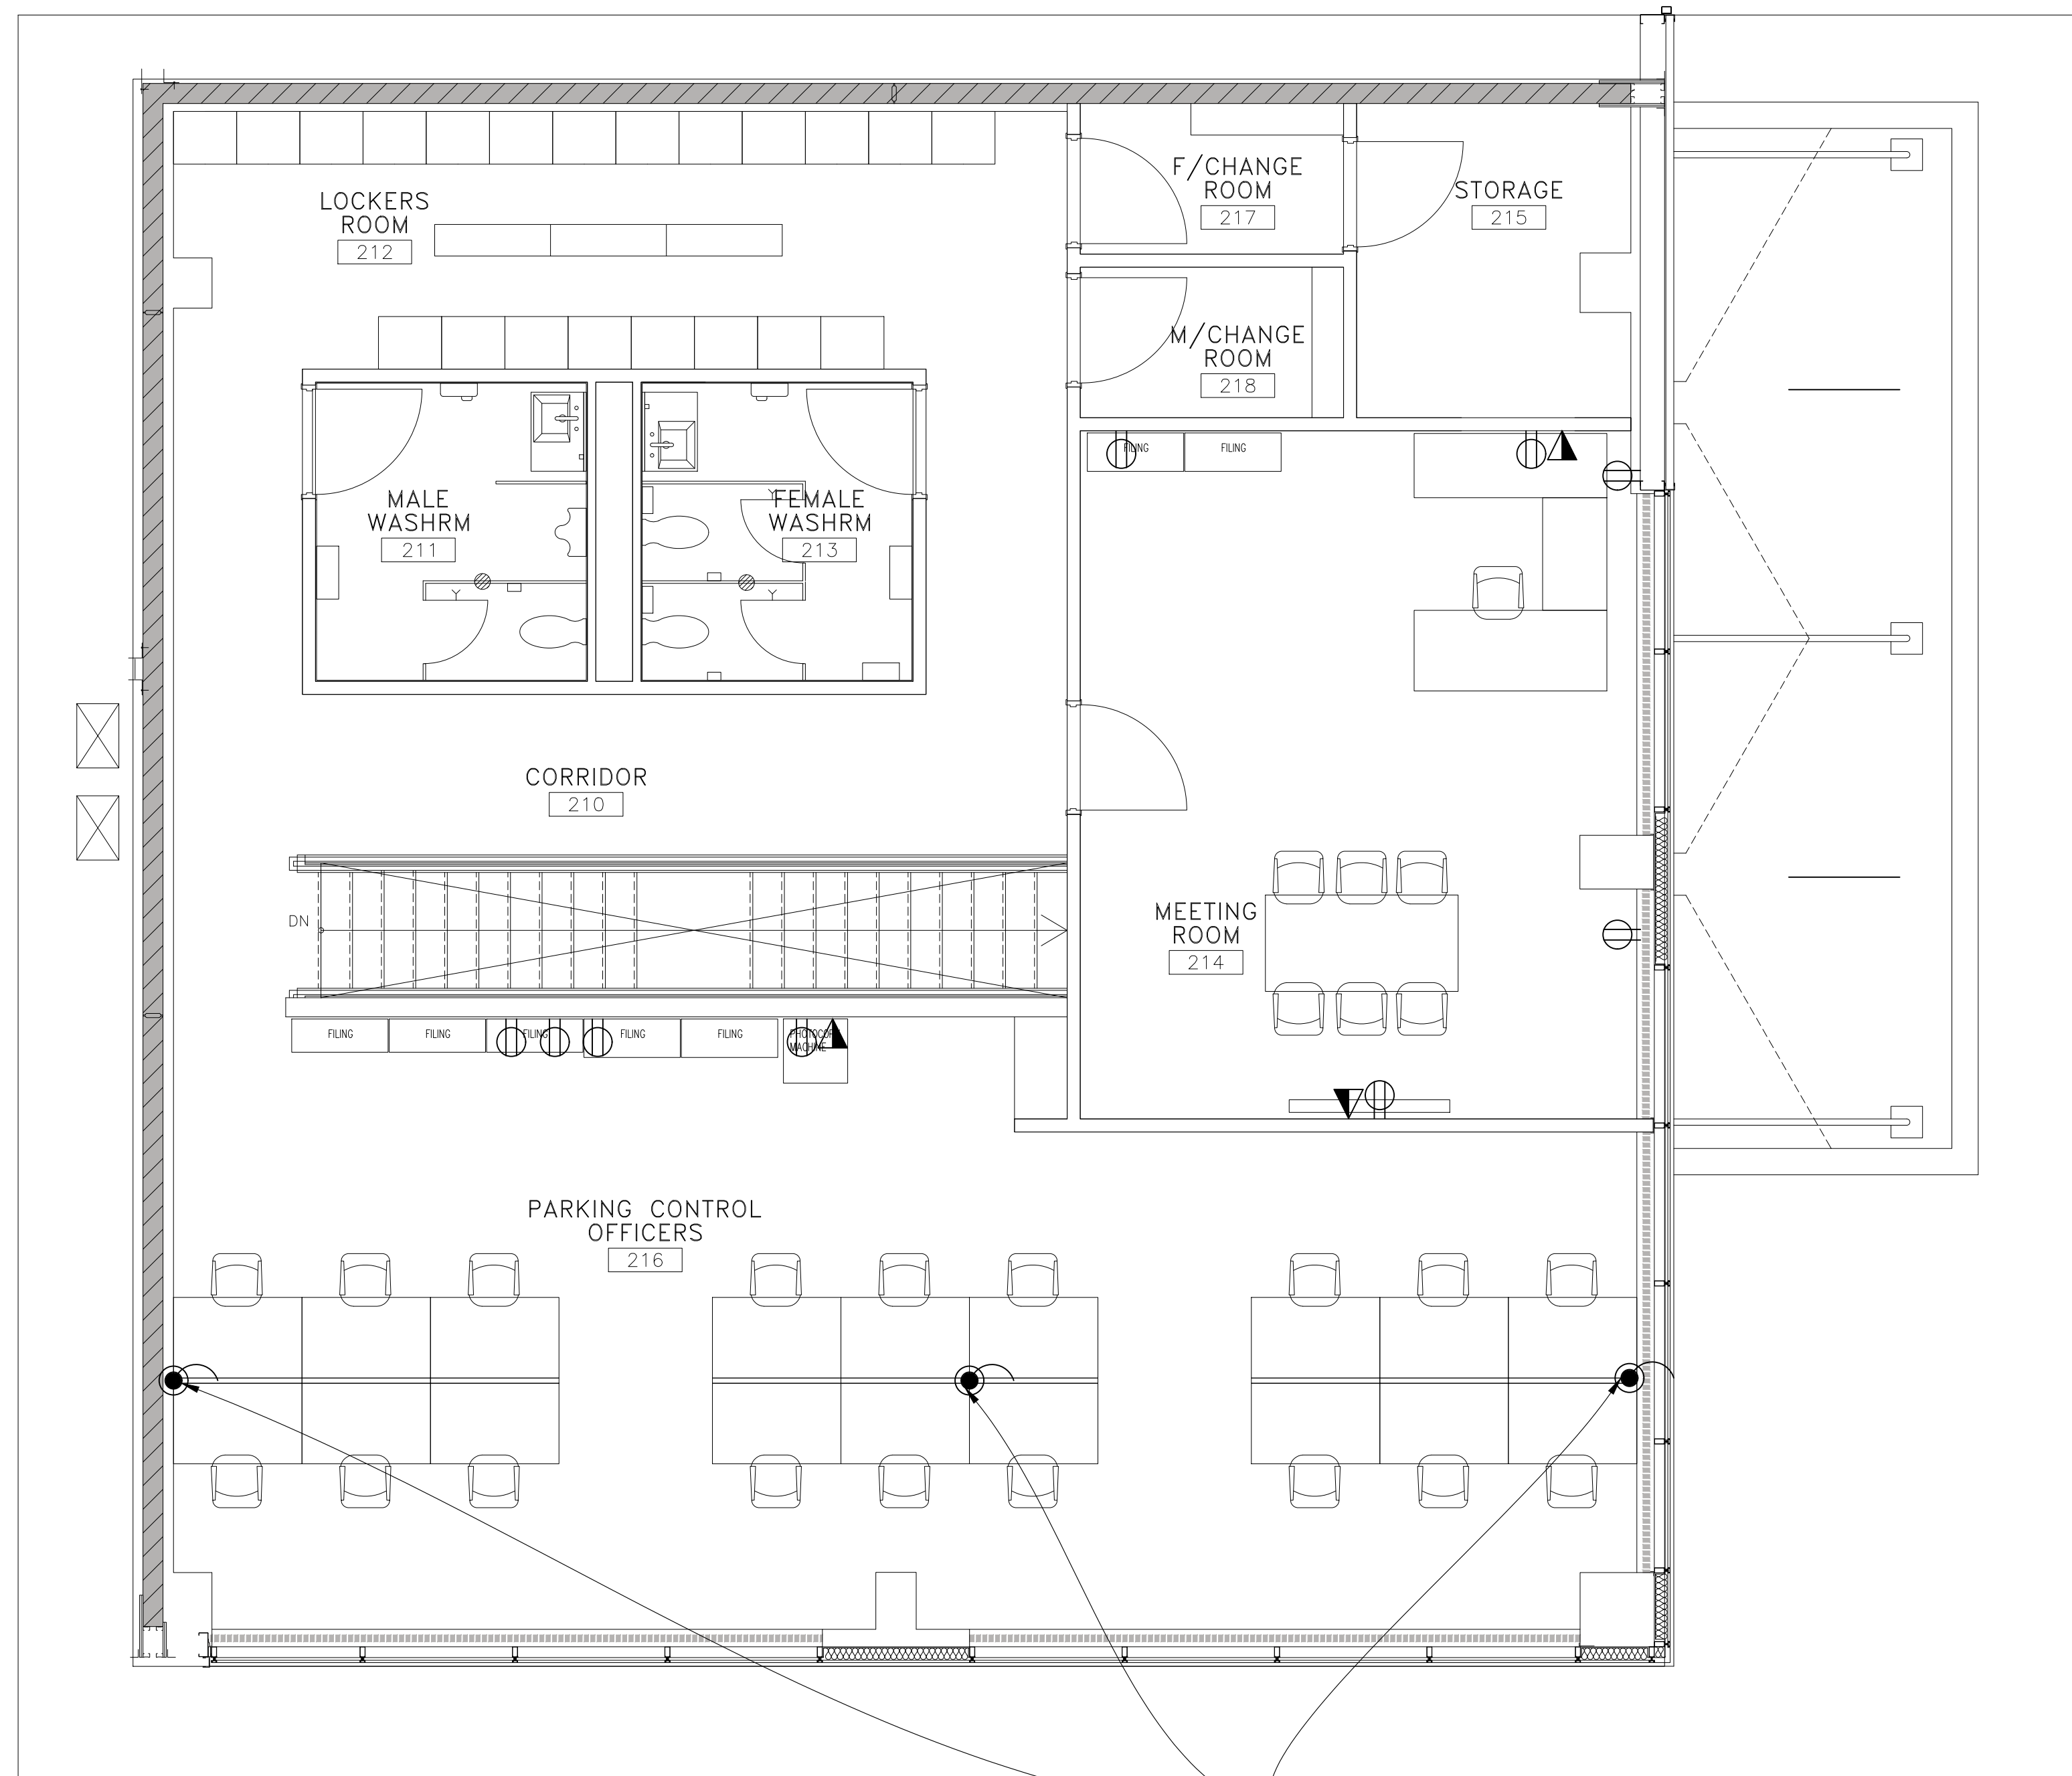 LOCKERS
ROOM
212
F/CHANGE
ROOM
217
STORAGE
215
M/CHANGE
ROOM
218
FILING
FILING
MALE
WASHRM
211
FEMALE
WASHRM
213
CORRIDOR
210
DN
MEETING
ROOM
214
FILING
FILING
FILING
FILING
FILING
MACHINE
PARKING CONTROL
OFFICERS
216